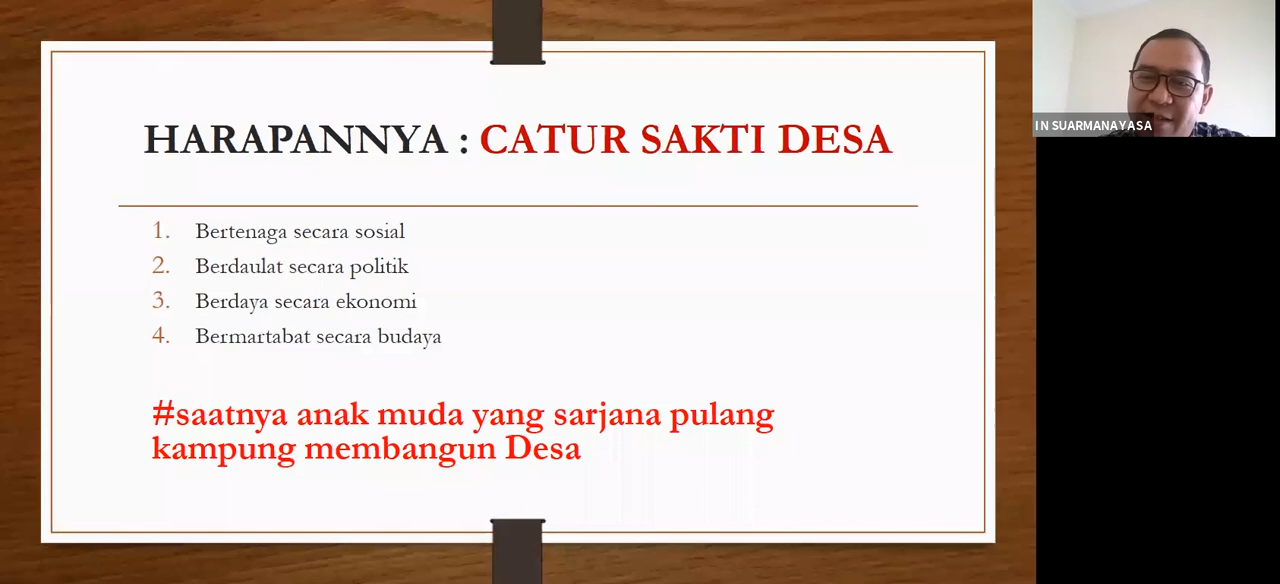 HARAPANNYA : CATUR SAKTI DESA
1. Bertenaga secara sosial
2. Berdaulat secara politik
3. Berdaya secara ekonomi
4. Bermartabat secara budaya
#saatnya anak muda yang sarjana pulang
kampung membangun Desa
I N SUARMANAYASA